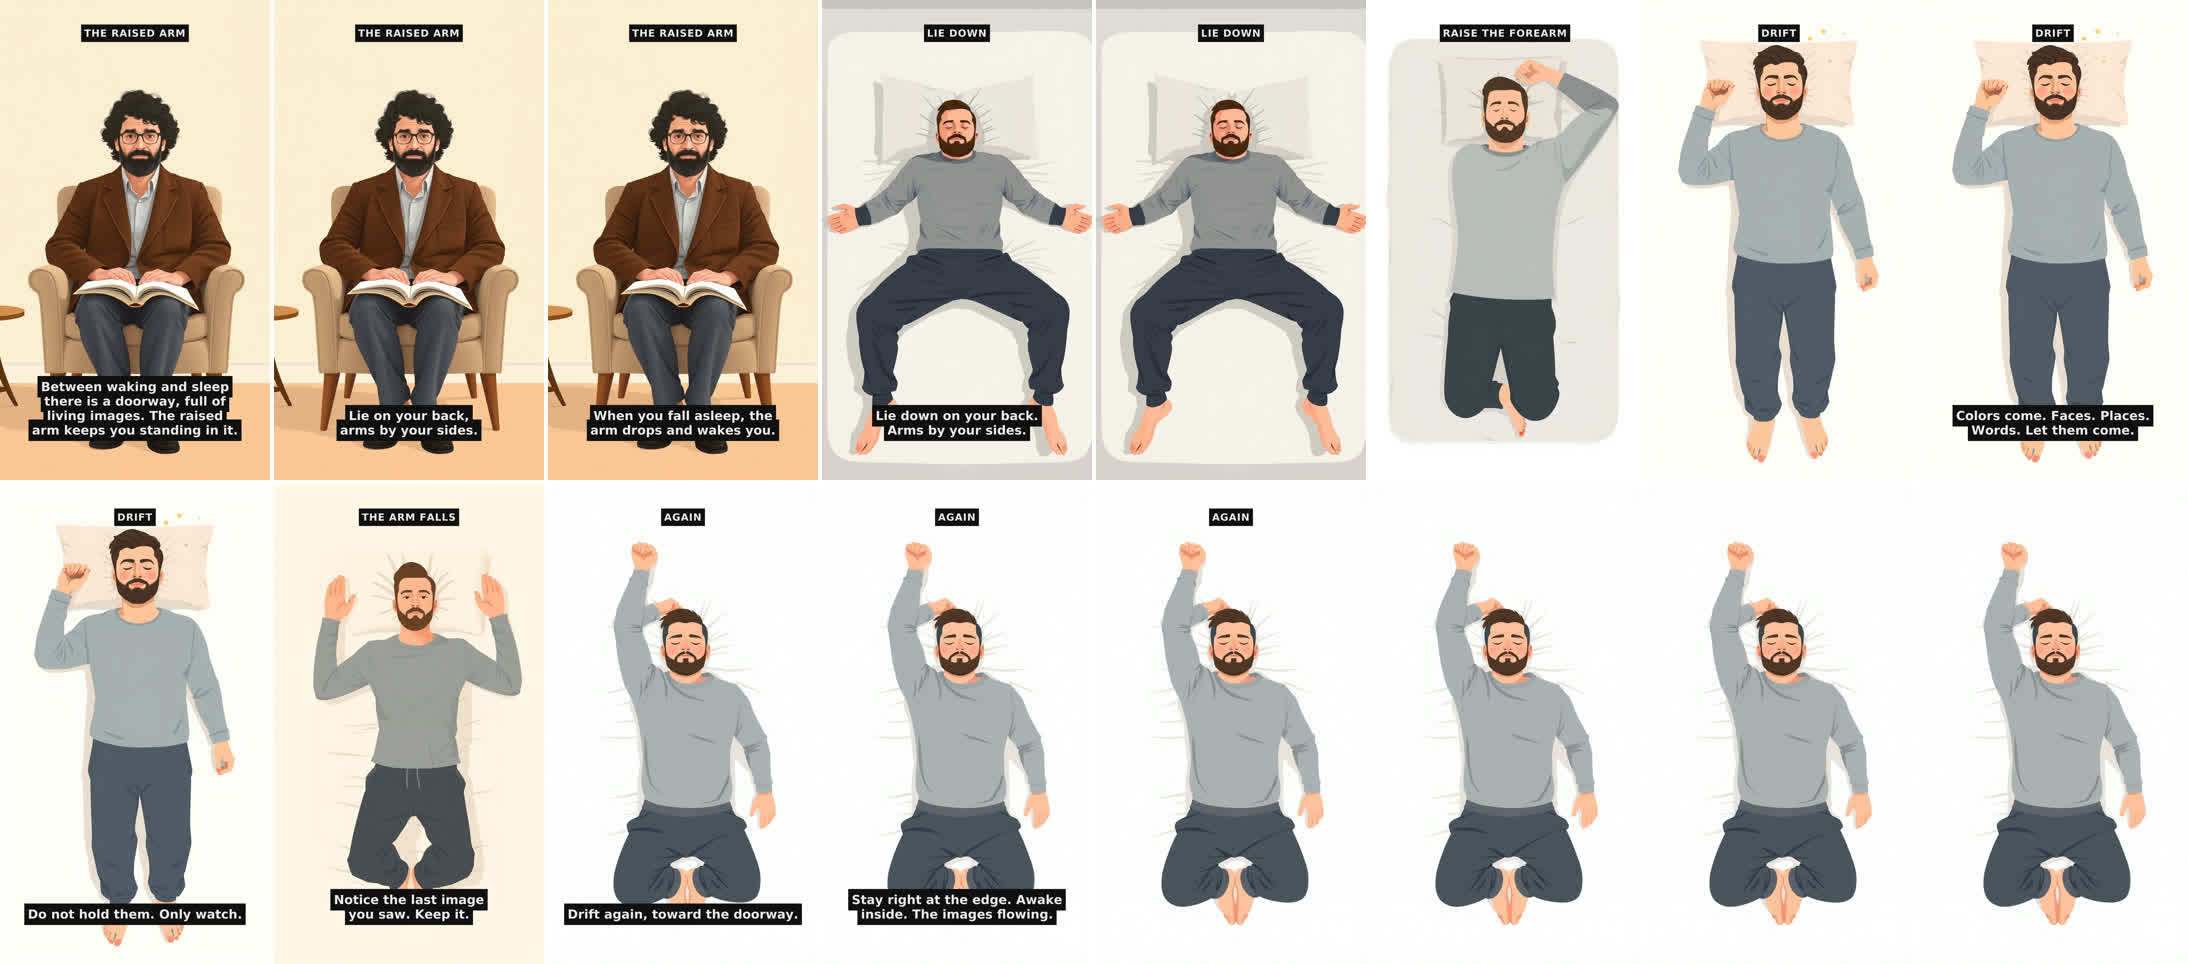 THE RAISED ARM
Between waking and sleep
there is a doorway, full of
living images. The raised
arm keeps you standing in it.
THE RAISED ARM
Lie on your back,
arms by your sides.
THE RAISED ARM
When you fall asleep, the
arm drops and wakes you.
LIE DOWN
Lie down on your back.
Arms by your sides.
LIE DOWN
RAISE THE FOREARM
DRIFT
DRIFT
Colors come. Faces. Places.
Words. Let them come.
DRIFT
Do not hold them. Only watch.
THE ARM FALLS
Notice the last image
you saw. Keep it.
AGAIN
Drift again, toward the doorway.
AGAIN
Stay right at the edge. Awake
inside. The images flowing.
AGAIN